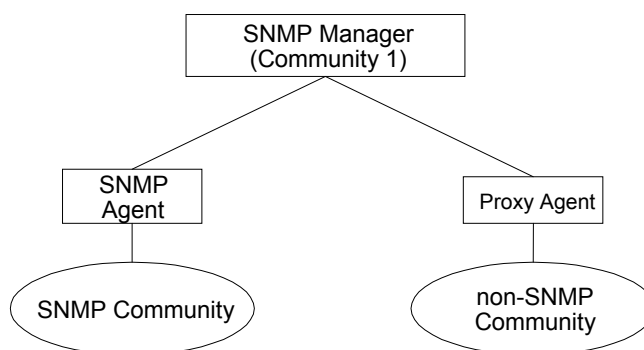 SNMP Manager
(Community 1)
SNMP
Agent
Proxy Agent
SNMP Community
non-SNMP
Community